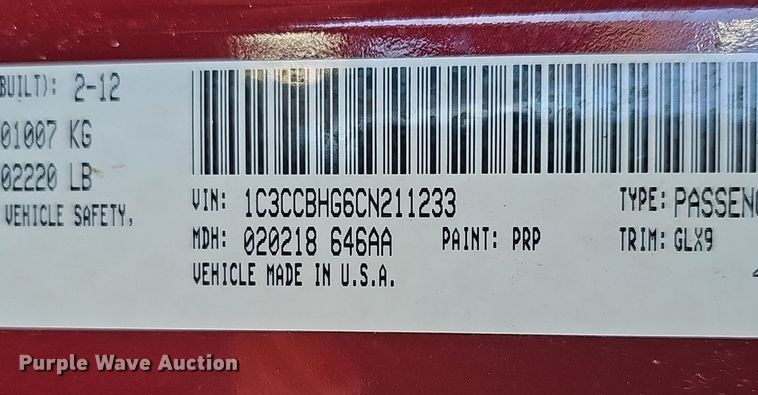 BUILT): 2-12
01007 KG
02220 LB
VEHICLE SAFETY,
VIN: 1C3CCBHG6CN211233
TYPE: PASSENG
MDH: 020218 646AA PAINT: PRP TRIM: GLX9
VEHICLE MADE IN U.S.A.
Purple Wave Auction